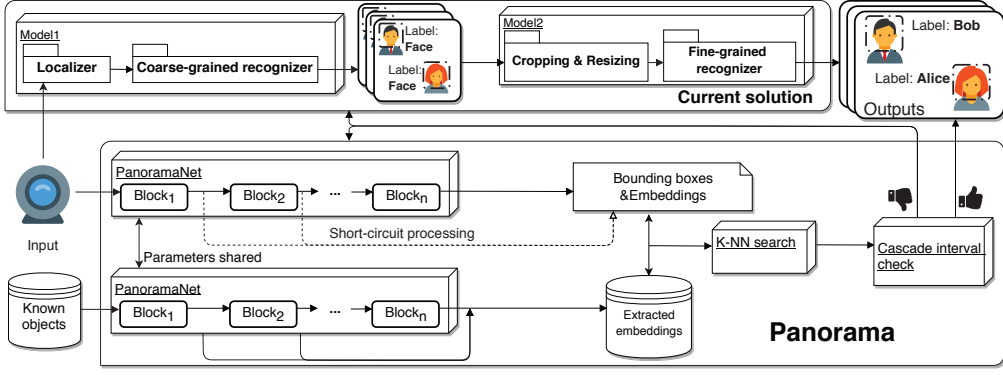 Model1
Localizer
Coarse-grained recognizer
Label:
Face
Label:
Face
Model2
Cropping & Resizing
Fine-grained
recognizer
Current solution
Label: Bob
Label: Alice
Outputs
Input
PanoramaNet
Block1
Block2
...
Blockn
Short-circuit processing
Bounding boxes
&Embeddings
K-NN search
Cascade interval
check
Parameters shared
Known
objects
PanoramaNet
Block1
Block2
...
Blockn
Extracted
embeddings
Panorama